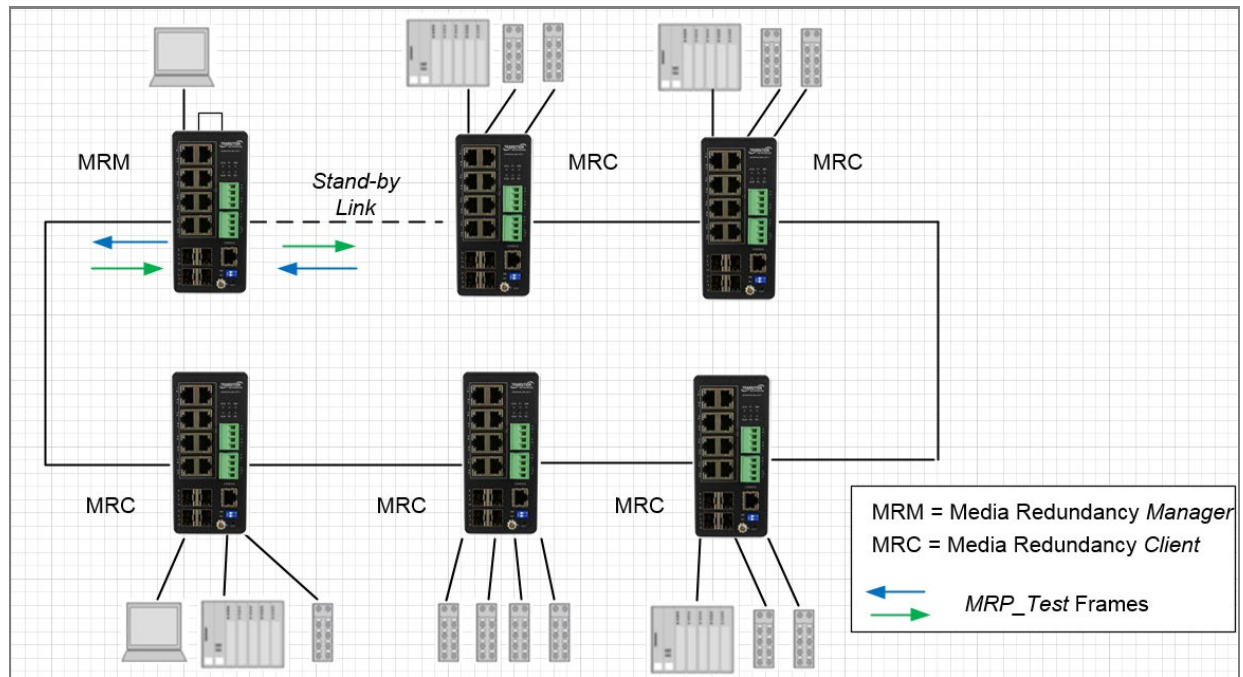 MRM
Stand-by
Link
MRC
MRC
MRC
MRC
MRC
MRM = Media Redundancy Manager
MRC = Media Redundancy Client
MRP_Test Frames